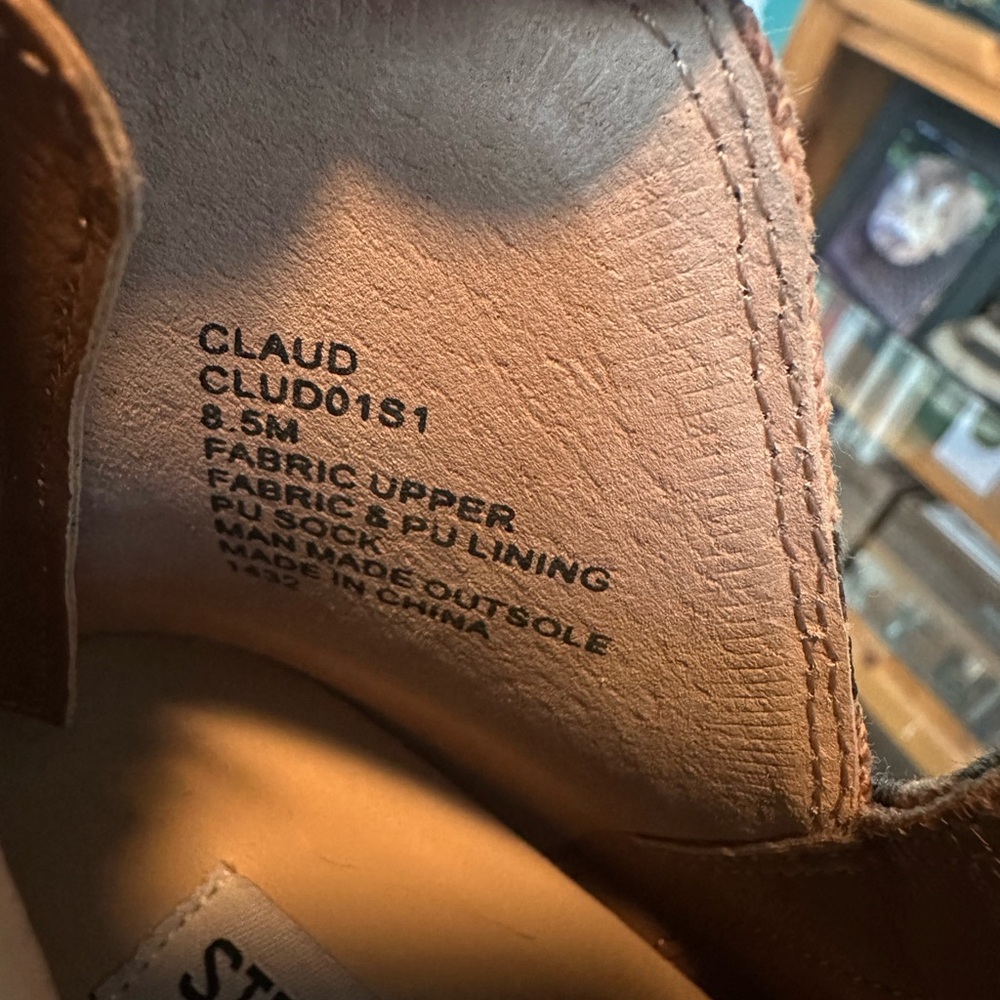 CLAUD
CLUD01S1
8.5M
FABRIC UPPER
FABRIC & PU LINING
PU SOCK
MAN MADE OUTSOLE
MADE IN CHINA
1432